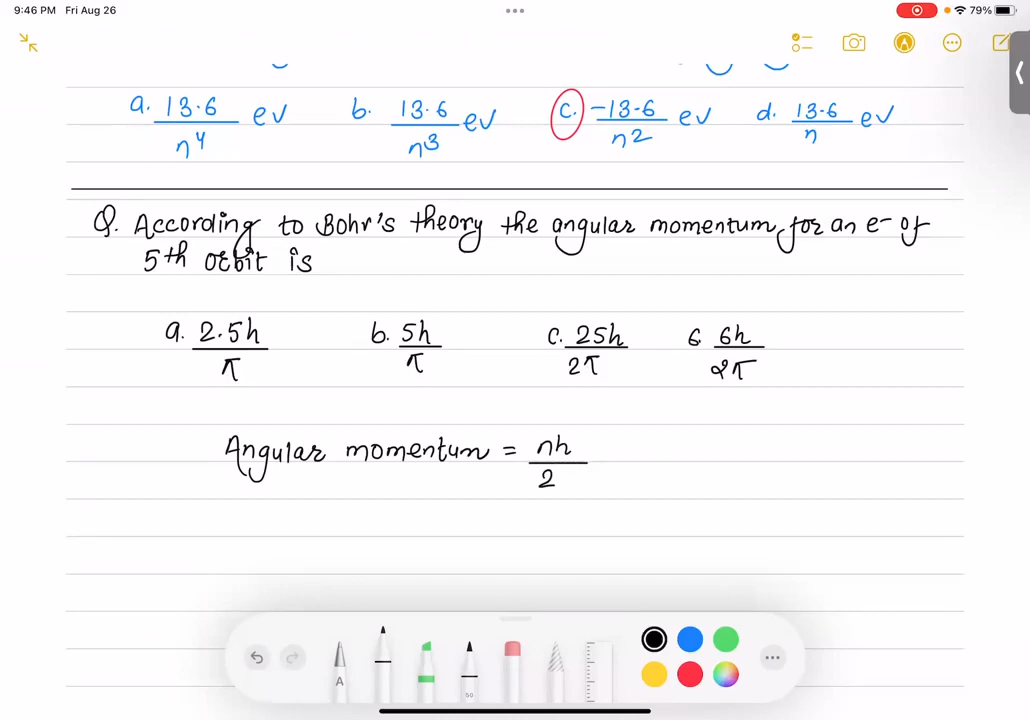 9:46 PM Fri Aug 26 79%
a. 13.6/n⁴ ev b. 13.6/n³ ev c. -13.6/n2 ev d. 13.6/n ev
Q. According to Bohr's theory the angular momentum for an e⁻ of
5th orbit is
a. 2.5h/π b. 5h/π c. 25h/2π 6. 6h/2π
Angular momentum = nh/2
A 50